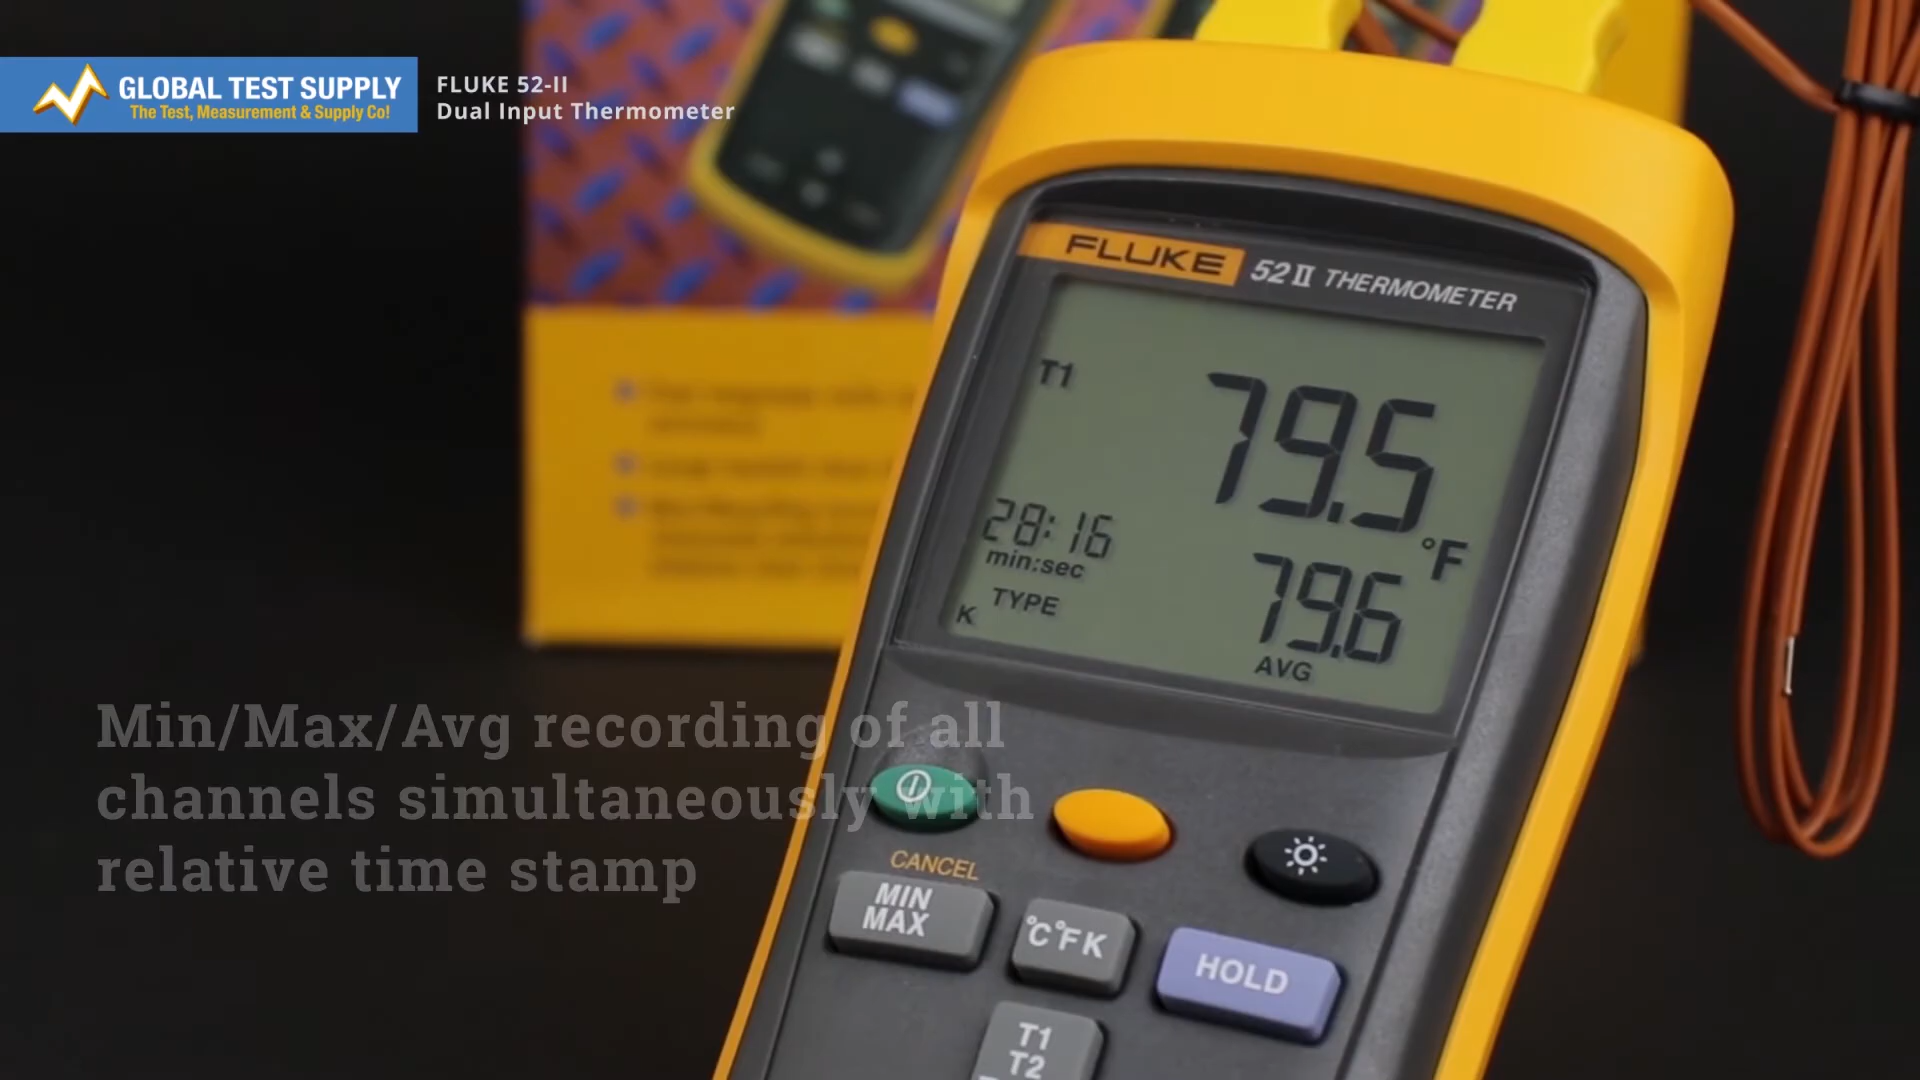 GLOBAL TEST SUPPLY
The Test, Measurement & Supply Co!
FLUKE 52-II
Dual Input Thermometer
FLUKE 52 II THERMOMETER
T1
79.5
°F
28:16
min:sec
79.6
TYPE
K
AVG
Min/Max/Avg recording of all
channels simultaneously with
relative time stamp
CANCEL
MIN
MAX
°C°F K
HOLD
T1
T2